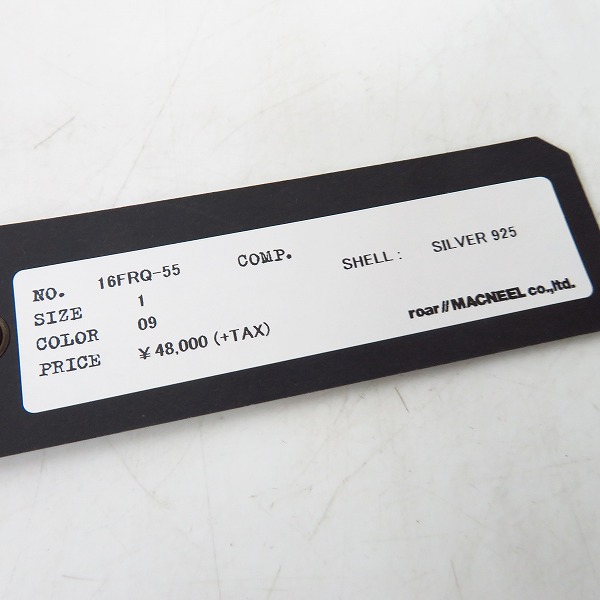 NO. 16FRQ-55 COMP. SHELL : SILVER 925
SIZE 1
COLOR 09
PRICE ¥ 48,000 (+TAX)
roar // MACNEEL co.,ltd.